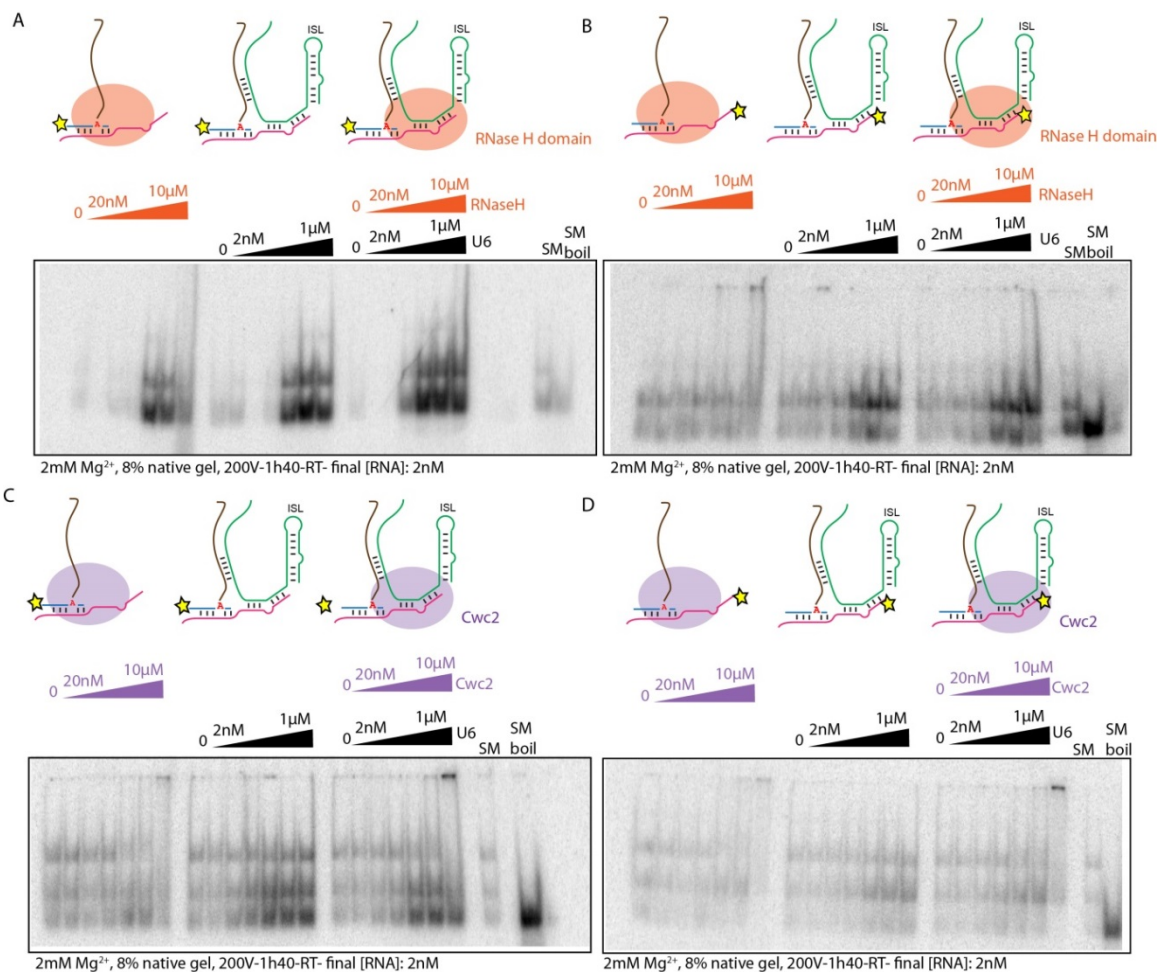 A
ISL
ISL
A
A
A
RNase H domain
10µM
20nM
0
10µM
20nM
0
RNaseH
1µM
2nM
0
1µM
2nM
0
U6
SM
SM
boil
2mM Mg²⁺, 8% native gel, 200V-1h40-RT- final [RNA]: 2nM
B
ISL
ISL
A
A
A
RNase H domain
10µM
20nM
0
10µM
20nM
0
RNaseH
1µM
2nM
0
1µM
2nM
0
U6
SM
SM
boil
2mM Mg²⁺, 8% native gel, 200V-1h40-RT- final [RNA]: 2nM
C
ISL
ISL
A
A
A
Cwc2
10µM
20nM
0
10µM
20nM
0
Cwc2
1µM
2nM
0
1µM
2nM
0
U6
SM
SM
boil
2mM Mg²⁺, 8% native gel, 200V-1h40-RT- final [RNA]: 2nM
D
ISL
ISL
A
A
A
Cwc2
10µM
20nM
0
10µM
20nM
0
Cwc2
1µM
2nM
0
1µM
2nM
0
U6
SM
SM
boil
2mM Mg²⁺, 8% native gel, 200V-1h40-RT- final [RNA]: 2nM